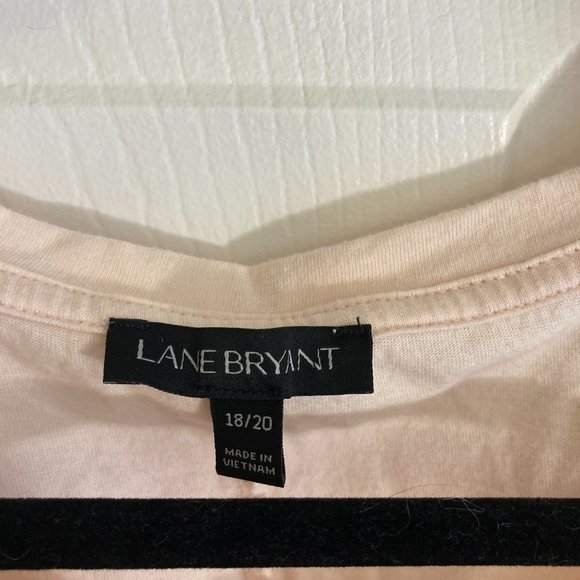 LANE BRYANT
18/20
MADE IN
VIETNAM